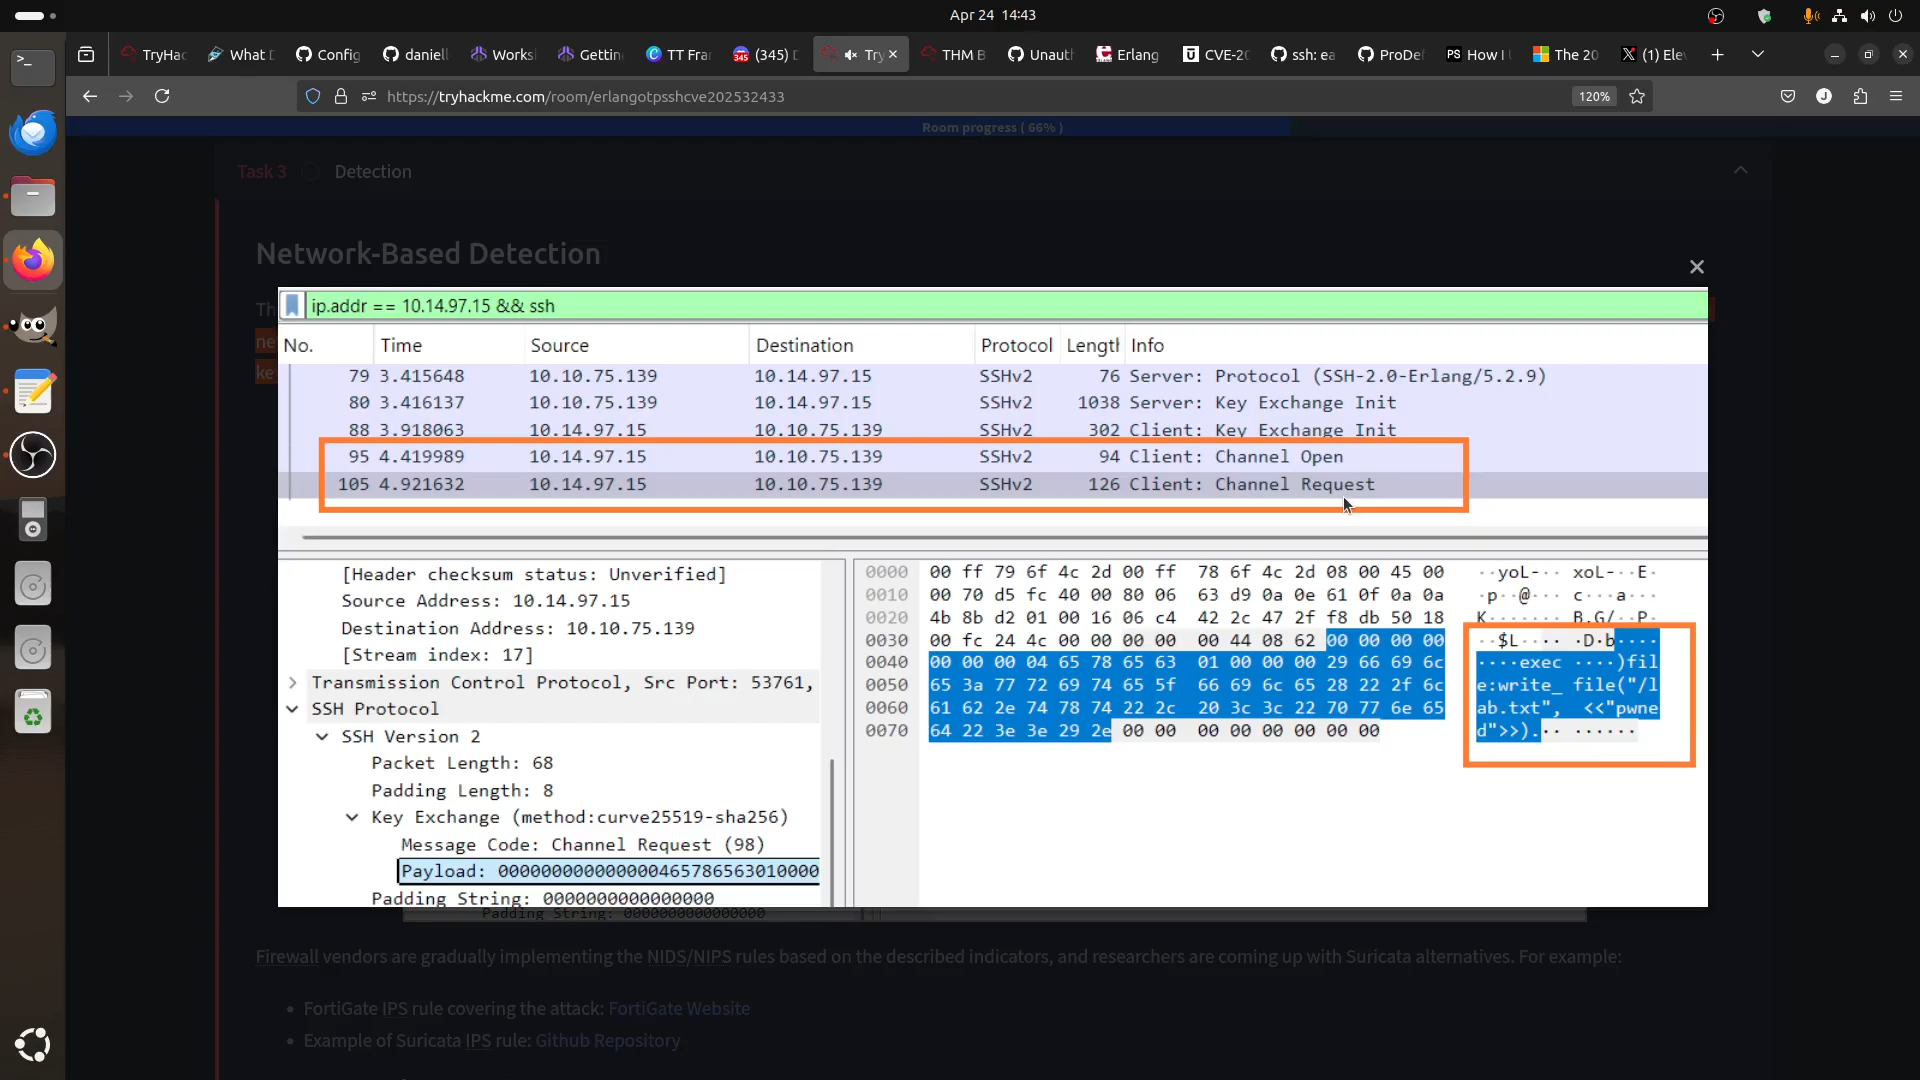 Apr 24 14:43
TryHac
What D
Config
daniell
Works
Gettin
TT Fra
(345) D
Try
THM B
Unauth
Erlang
CVE-20
ssh: ea
ProDef
How I
The 20
(1) Ele
https://tryhackme.com/room/erlangotpsshcve202532433
120%
Room progress ( 66% )
Task 3
Detection
Network-Based Detection
Th
ne
ke
ip.addr == 10.14.97.15 && ssh
No. Time Source Destination Protocol Length Info
79 3.415648 10.10.75.139 10.14.97.15 SSHv2 76 Server: Protocol (SSH-2.0-Erlang/5.2.9)
80 3.416137 10.10.75.139 10.14.97.15 SSHv2 1038 Server: Key Exchange Init
88 3.918063 10.14.97.15 10.10.75.139 SSHv2 302 Client: Key Exchange Init
95 4.419989 10.14.97.15 10.10.75.139 SSHv2 94 Client: Channel Open
105 4.921632 10.14.97.15 10.10.75.139 SSHv2 126 Client: Channel Request
[Header checksum status: Unverified]
Source Address: 10.14.97.15
Destination Address: 10.10.75.139
[Stream index: 17]
Transmission Control Protocol, Src Port: 53761,
SSH Protocol
SSH Version 2
Packet Length: 68
Padding Length: 8
Key Exchange (method:curve25519-sha256)
Message Code: Channel Request (98)
Payload: 00000000000000046578656301​0000
Padding String: 0000000000000000
0000 00 ff 79 6f 4c 2d 00 ff 78 6f 4c 2d 08 00 45 00 ··yoL-·· xoL-··E·
0010 00 70 d5 fc 40 00 80 06 63 d9 0a 0e 61 0f 0a 0a ·p··@··· c···a···
0020 4b 8b d2 01 00 16 06 c4 42 2c 47 2f f8 db 50 18 K······· B,G/··P·
0030 00 fc 24 4c 00 00 00 00 00 44 08 62 00 00 00 00 ··$L···· ·D·b····
0040 00 00 00 04 65 78 65 63 01 00 00 00 29 66 69 6c ····exec ····)fil
0050 65 3a 77 72 69 74 65 5f 66 69 6c 65 28 22 2f 6c e:write_ file("/l
0060 61 62 2e 74 78 74 22 2c 20 3c 3c 22 70 77 6e 65 ab.txt", <<"pwne
0070 64 22 3e 3e 29 2e 00 00 00 00 00 00 00 00 d">>).·· ······
Padding String: 0000000000000000
Firewall vendors are gradually implementing the NIDS/NIPS rules based on the described indicators, and researchers are coming up with Suricata alternatives. For example:
• FortiGate IPS rule covering the attack: FortiGate Website
• Example of Suricata IPS rule: Github Repository